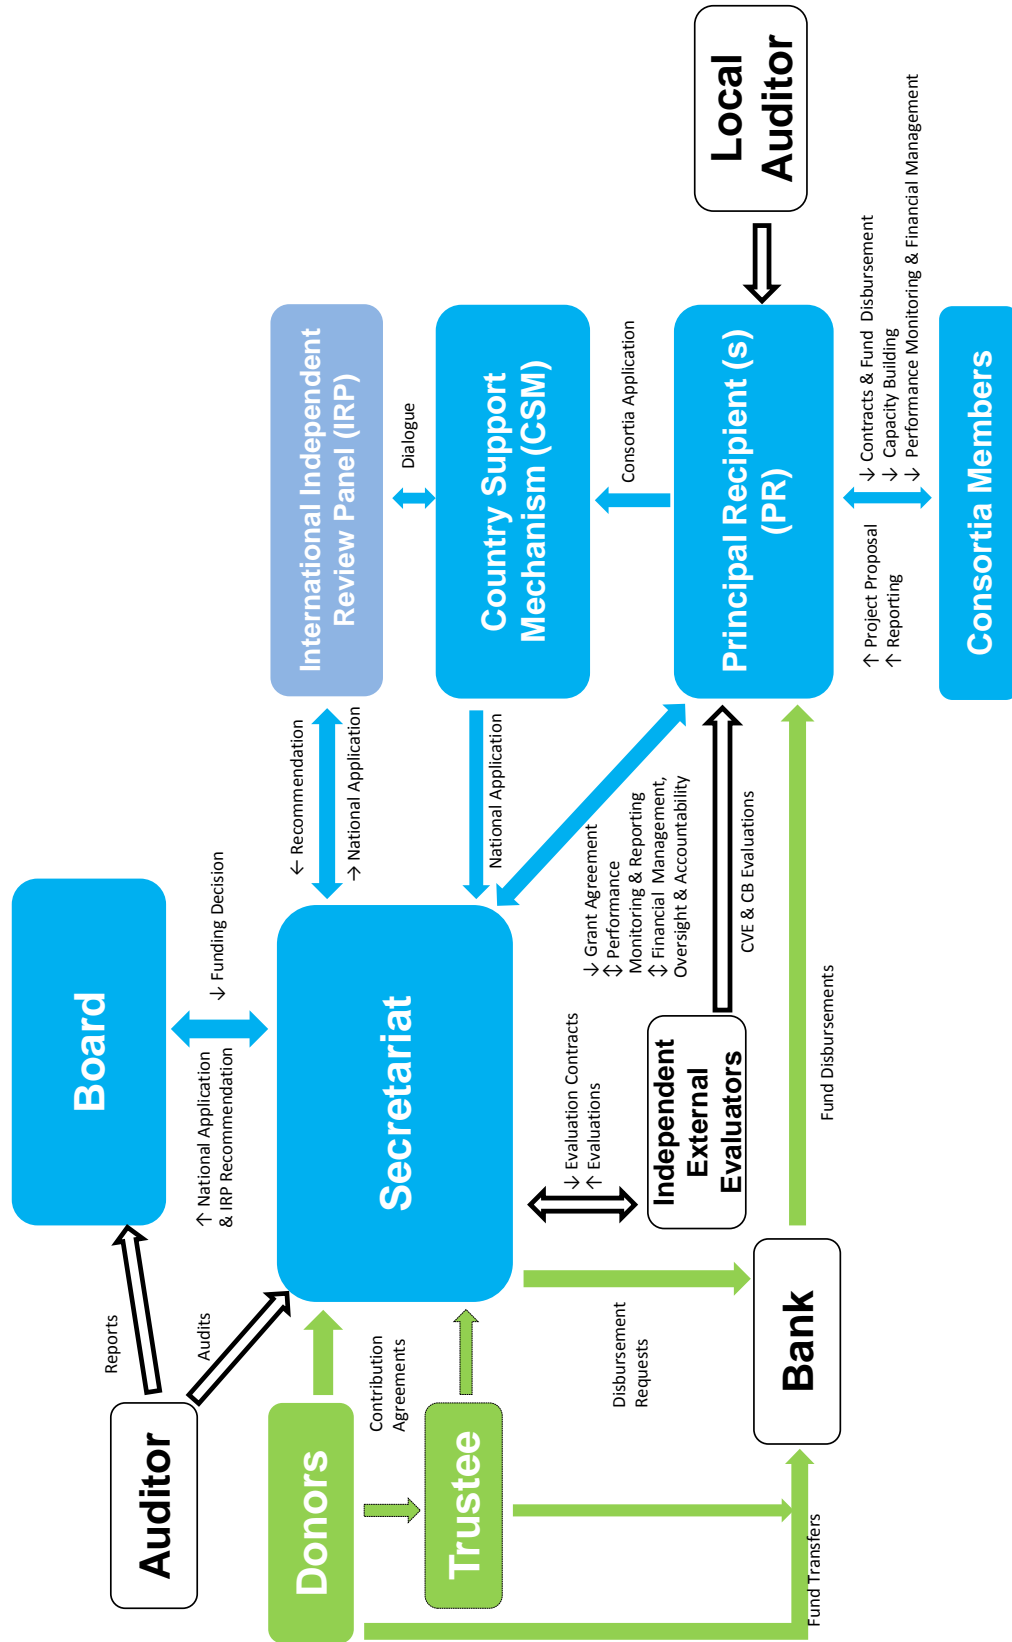 Auditor
Reports
Audits
Board
↑ National Application
& IRP Recommendation
↓ Funding Decision
Donors
Contribution
Agreements
Trustee
Secretariat
← Recommendation
→ National Application
International Independent
Review Panel (IRP)
Dialogue
National Application
Country Support
Mechanism (CSM)
Consortia Application
↓ Grant Agreement
↕ Performance
Monitoring & Reporting
↕ Financial Management,
Oversight & Accountability
↓ Evaluation Contracts
↑ Evaluations
Independent
External
Evaluators
CVE & CB Evaluations
Disbursement
Requests
Bank
Fund Transfers
Fund Disbursements
Principal Recipient (s)
(PR)
Local
Auditor
↑ Project Proposal
↑ Reporting
↓ Contracts & Fund Disbursement
↓ Capacity Building
↓ Performance Monitoring & Financial Management
Consortia Members